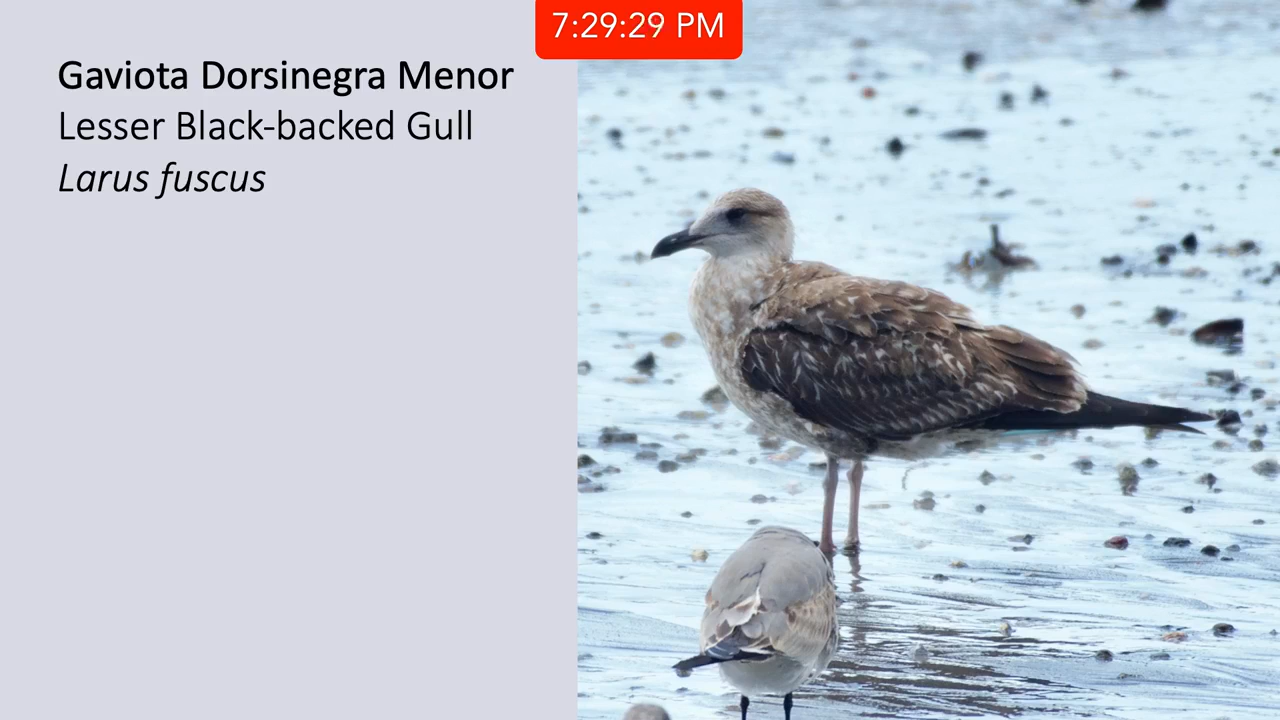 7:29:29 PM
Gaviota Dorsinegra Menor
Lesser Black-backed Gull
Larus fuscus